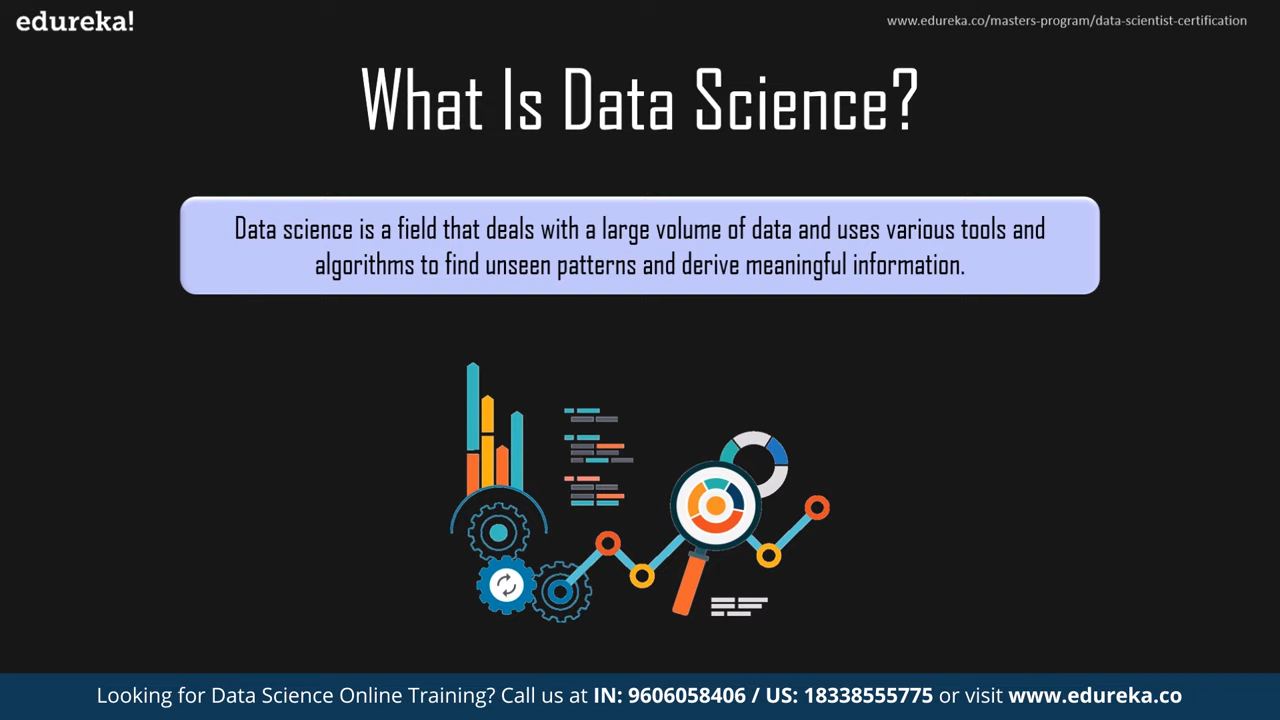 edureka!
www.edureka.co/masters-program/data-scientist-certification
What Is Data Science?
Data science is a field that deals with a large volume of data and uses various tools and
algorithms to find unseen patterns and derive meaningful information.
Looking for Data Science Online Training? Call us at IN: 9606058406 / US: 18338555775 or visit www.edureka.co